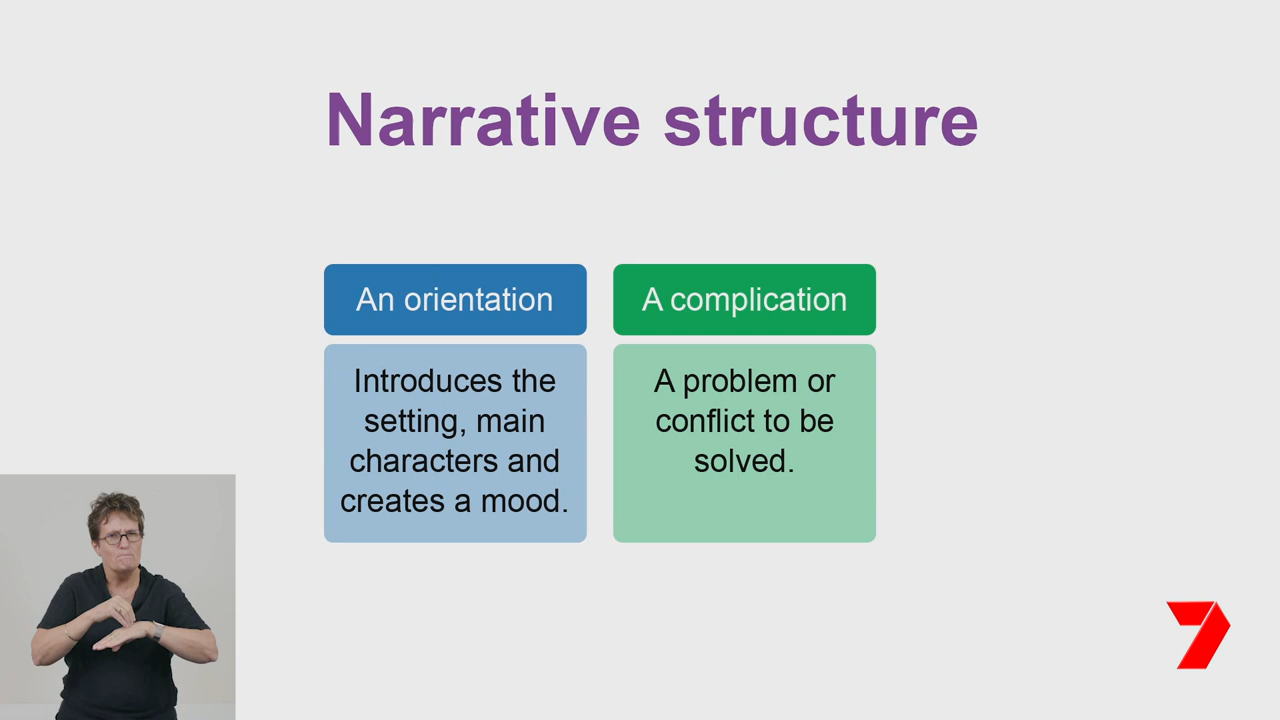 Narrative structure
An orientation
Introduces the
setting, main
characters and
creates a mood.
A complication
A problem or
conflict to be
solved.
7